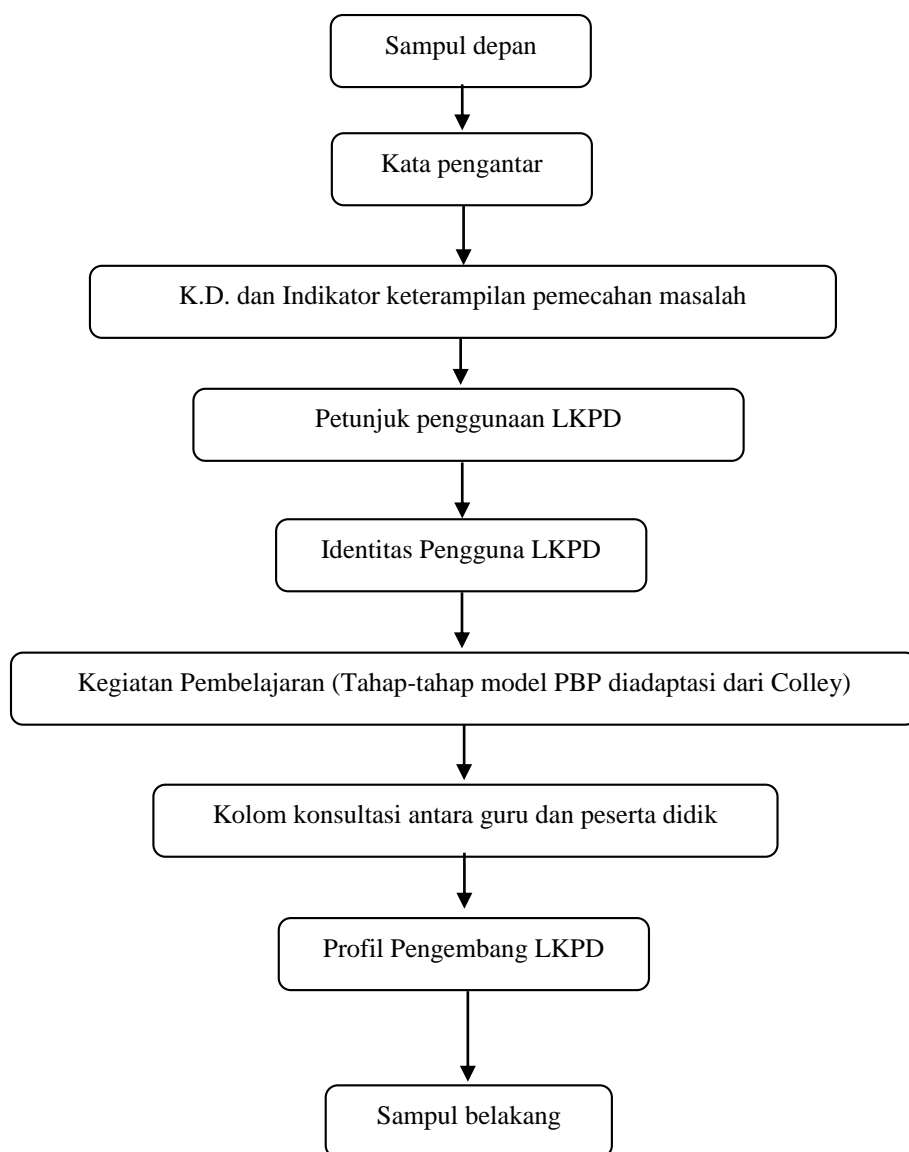 Sampul depan
Kata pengantar
K.D. dan Indikator keterampilan pemecahan masalah
Petunjuk penggunaan LKPD
Identitas Pengguna LKPD
Kegiatan Pembelajaran (Tahap-tahap model PBP diadaptasi dari Colley)
Kolom konsultasi antara guru dan peserta didik
Profil Pengembang LKPD
Sampul belakang